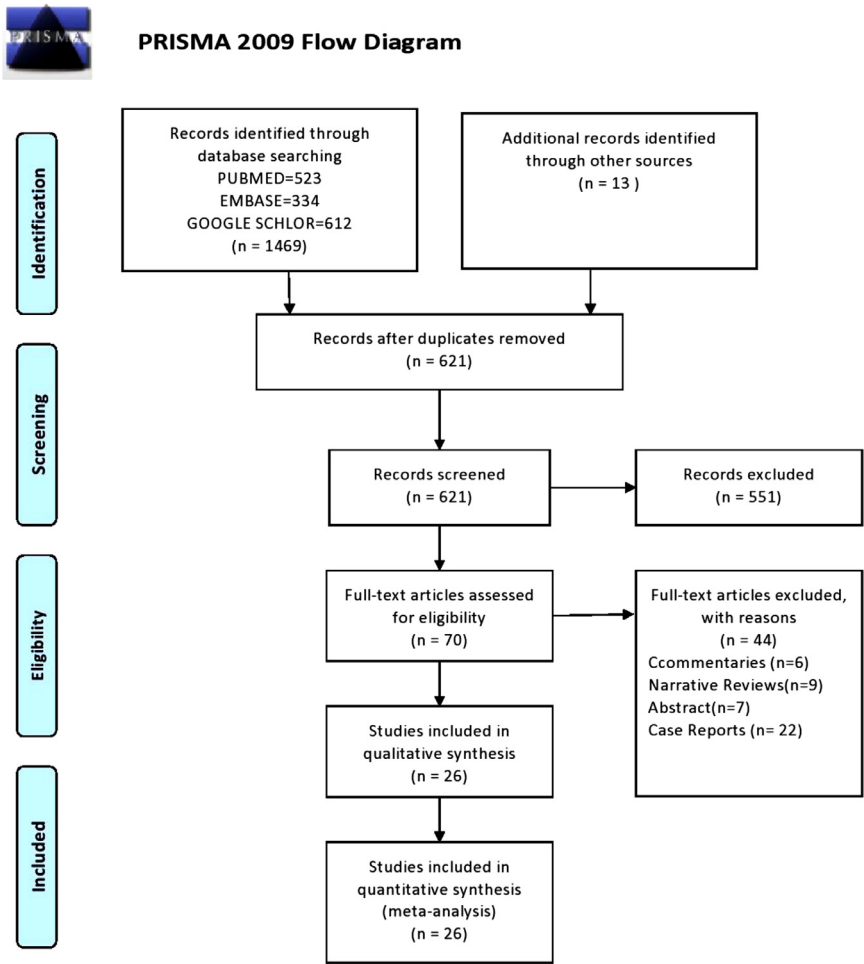 PRISMA
PRISMA 2009 Flow Diagram
Identification
Records identified through
database searching
PUBMED=523
EMBASE=334
GOOGLE SCHLOR=612
(n = 1469)
Additional records identified
through other sources
(n = 13 )
Records after duplicates removed
(n = 621)
Screening
Records screened
(n = 621)
Records excluded
(n = 551)
Eligibility
Full-text articles assessed
for eligibility
(n = 70)
Full-text articles excluded,
with reasons
(n = 44)
Ccommentaries (n=6)
Narrative Reviews(n=9)
Abstract(n=7)
Case Reports (n= 22)
Studies included in
qualitative synthesis
(n = 26)
Included
Studies included in
quantitative synthesis
(meta-analysis)
(n = 26)